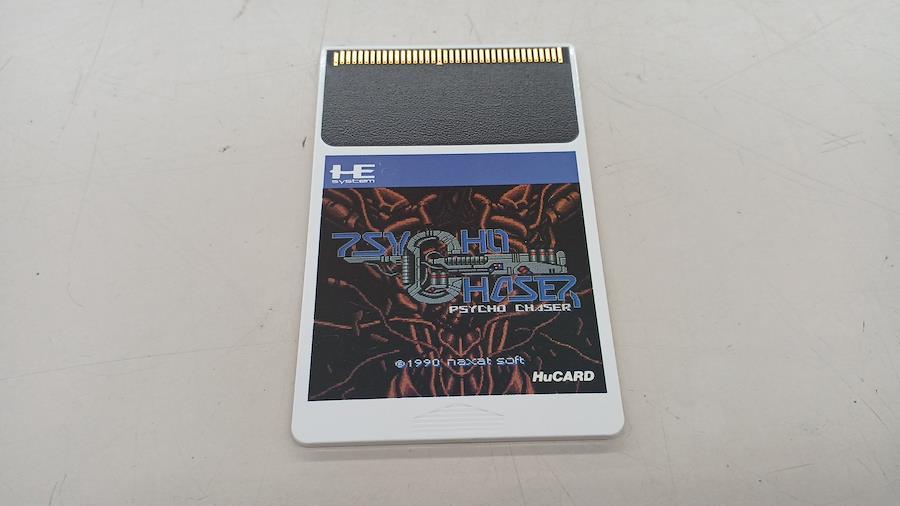 HE
system
PSYCHO
CHASER
PSYCHO CHASER
©1990 naxat soft
HuCARD